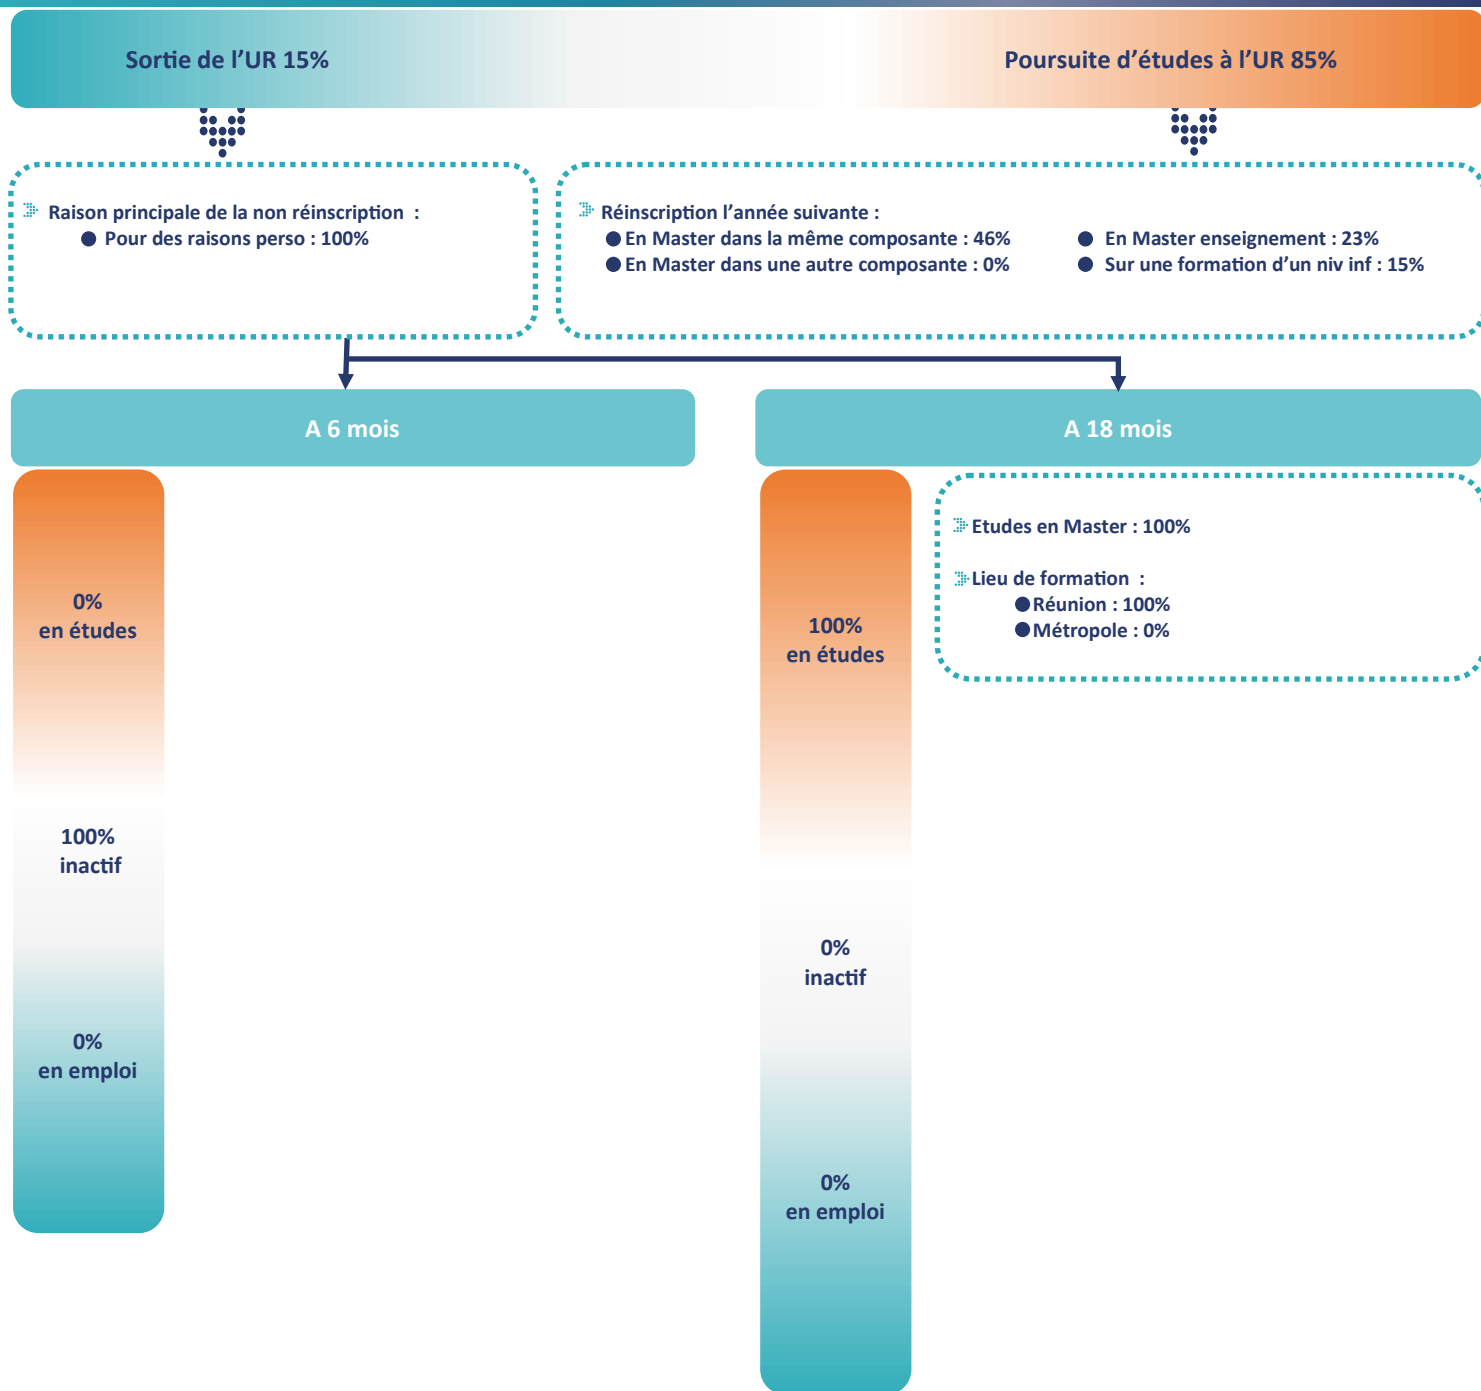 Sortie de l’UR 15%
Poursuite d’études à l’UR 85%
Raison principale de la non réinscription :
Pour des raisons perso : 100%
Réinscription l’année suivante :
En Master dans la même composante : 46%
En Master dans une autre composante : 0%
En Master enseignement : 23%
Sur une formation d’un niv inf : 15%
A 6 mois
0%
en études
100%
inactif
0%
en emploi
A 18 mois
100%
en études
0%
inactif
0%
en emploi
Etudes en Master : 100%
Lieu de formation :
Réunion : 100%
Métropole : 0%